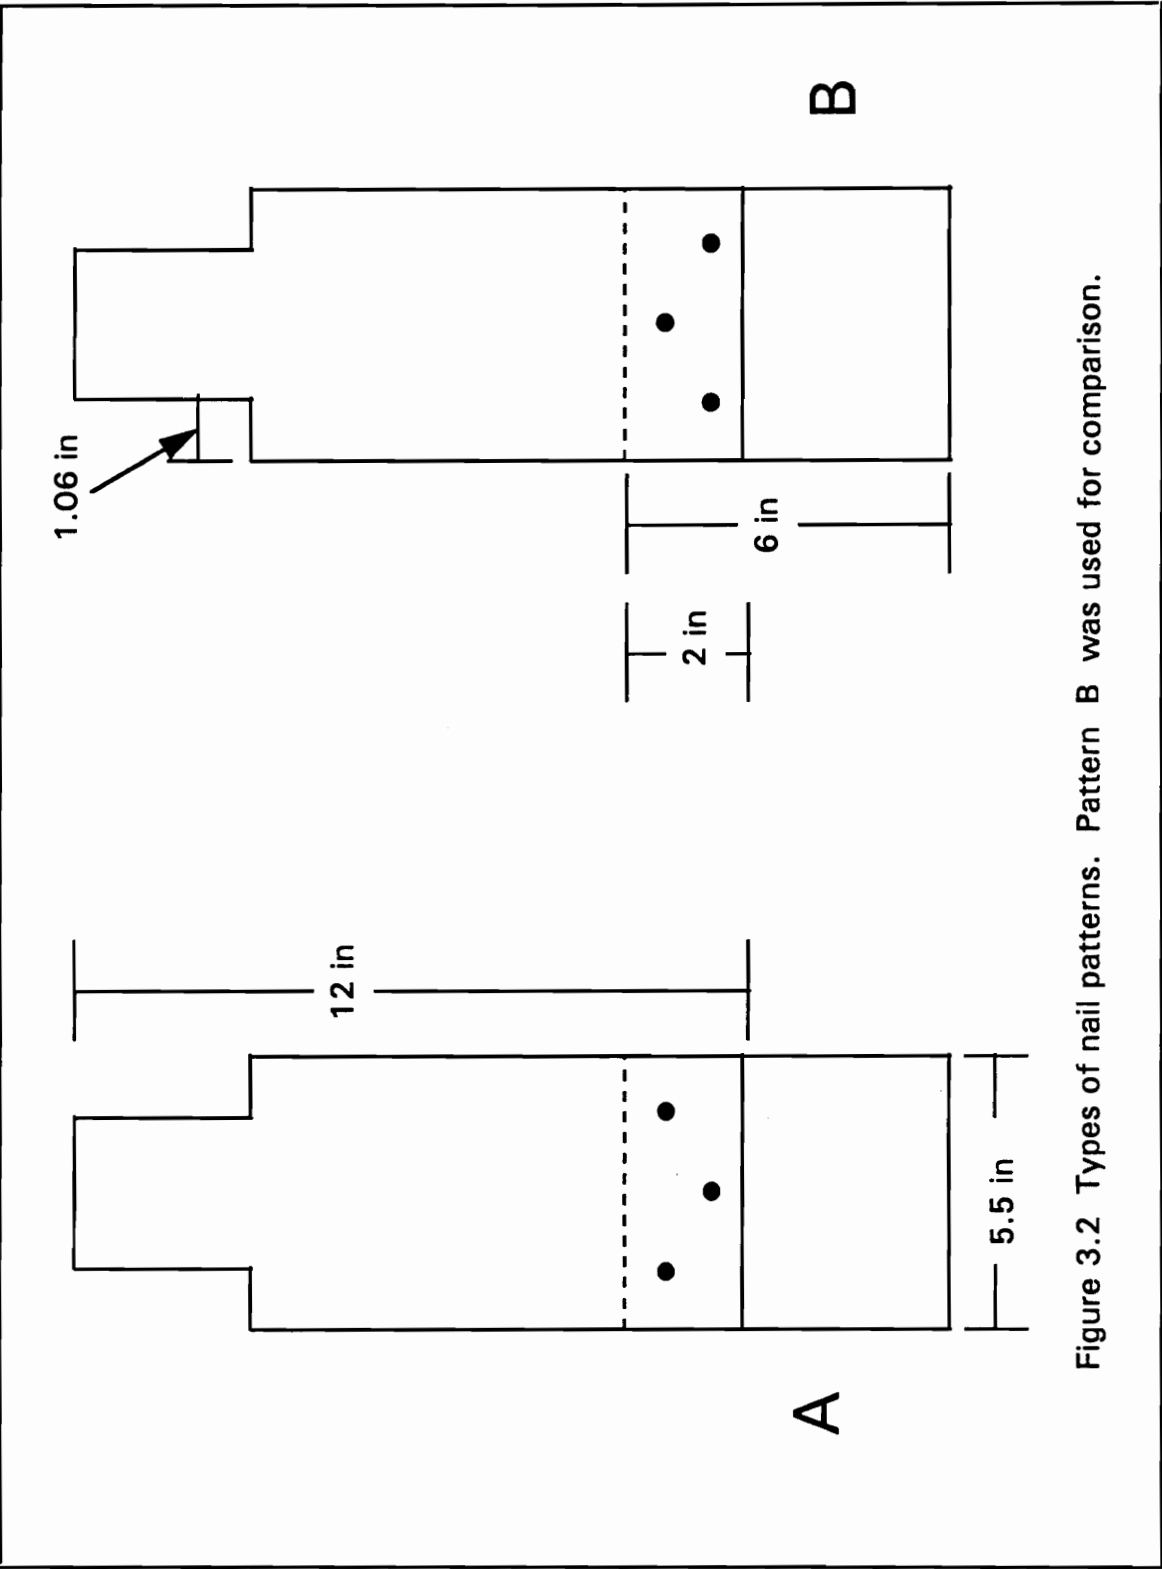 12 in
1.06 in
2 in
6 in
5.5 in
A
B
Figure 3.2 Types of nail patterns. Pattern B was used for comparison.